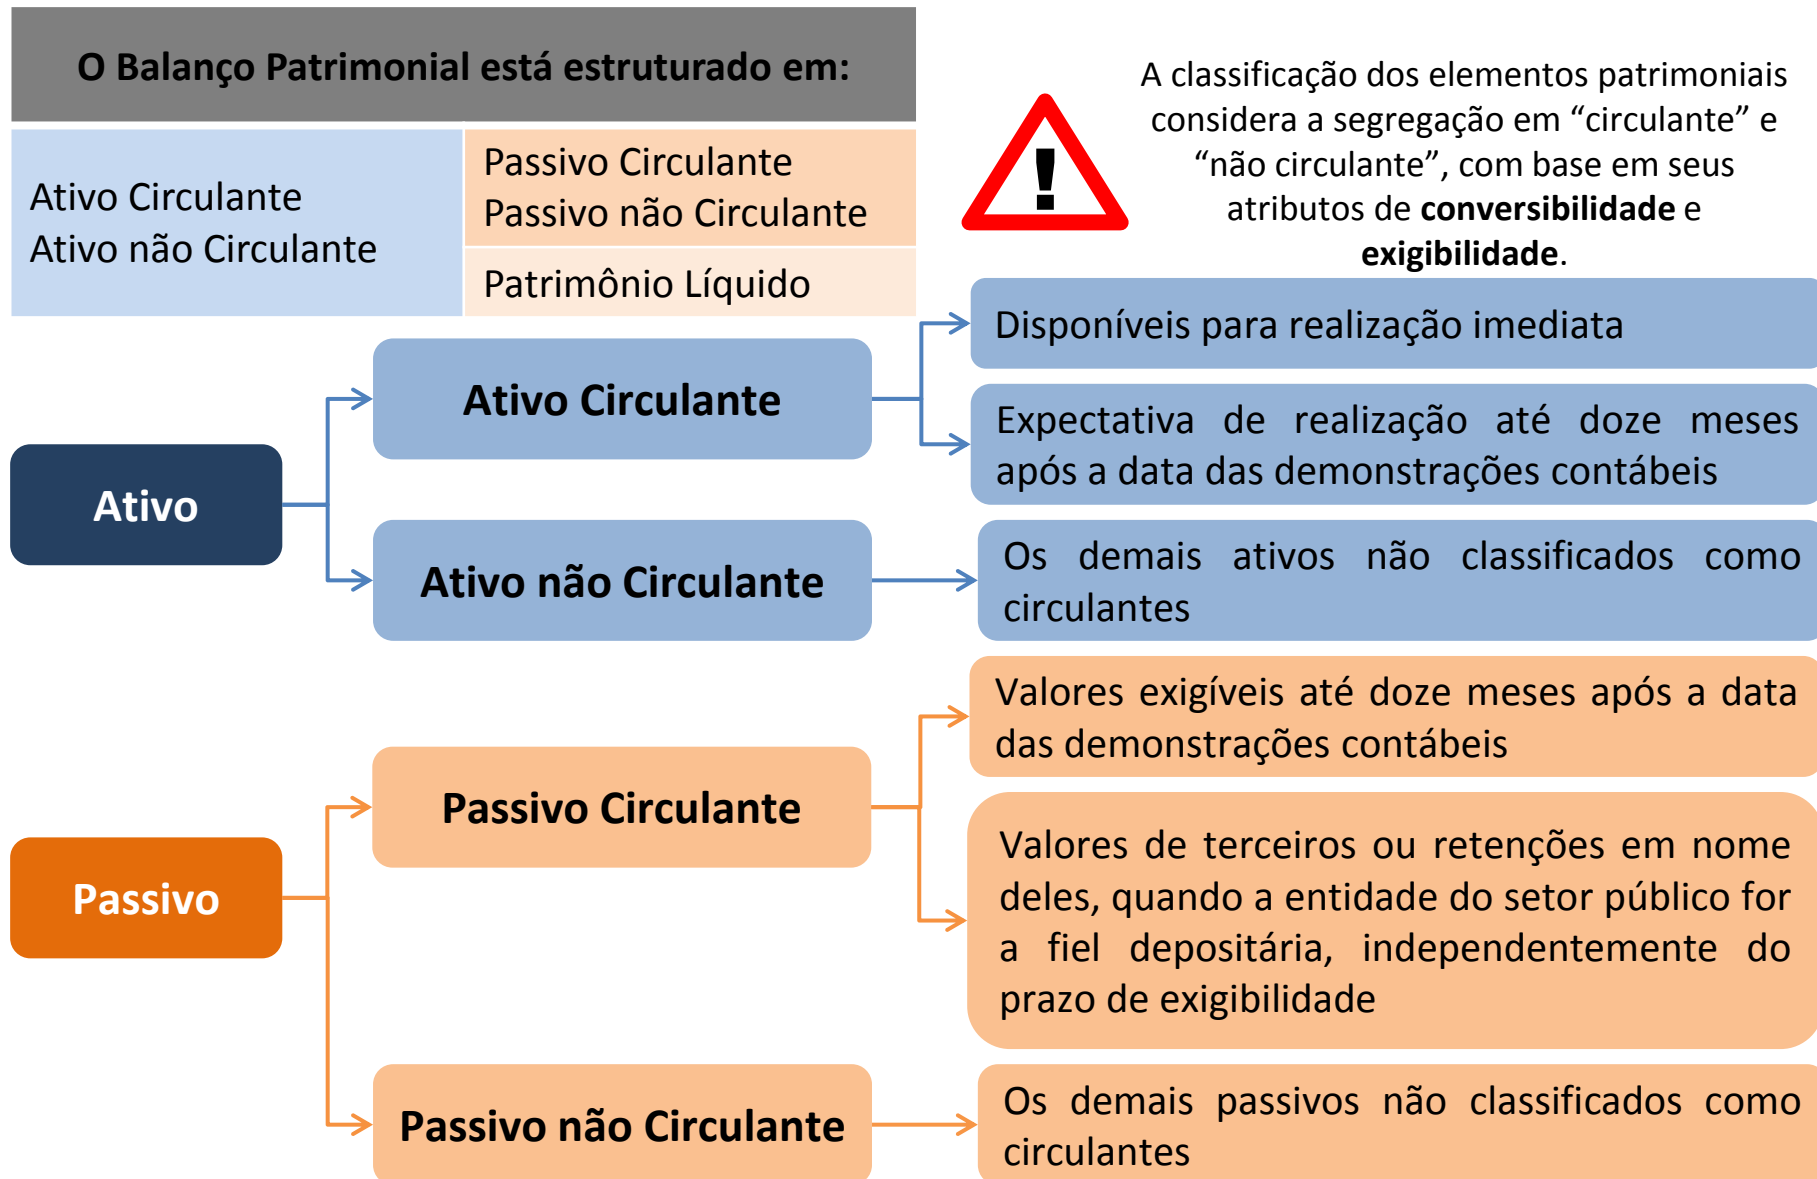 O Balanço Patrimonial está estruturado em:
Ativo Circulante
Ativo não Circulante
Passivo Circulante
Passivo não Circulante
Patrimônio Líquido
!
A classificação dos elementos patrimoniais
considera a segregação em “circulante” e
“não circulante”, com base em seus
atributos de conversibilidade e
exigibilidade.
Ativo
Ativo Circulante
Disponíveis para realização imediata
Expectativa de realização até doze meses
após a data das demonstrações contábeis
Ativo não Circulante
Os demais ativos não classificados como
circulantes
Passivo
Passivo Circulante
Valores exigíveis até doze meses após a data
das demonstrações contábeis
Valores de terceiros ou retenções em nome
deles, quando a entidade do setor público for
a fiel depositária, independentemente do
prazo de exigibilidade
Passivo não Circulante
Os demais passivos não classificados como
circulantes